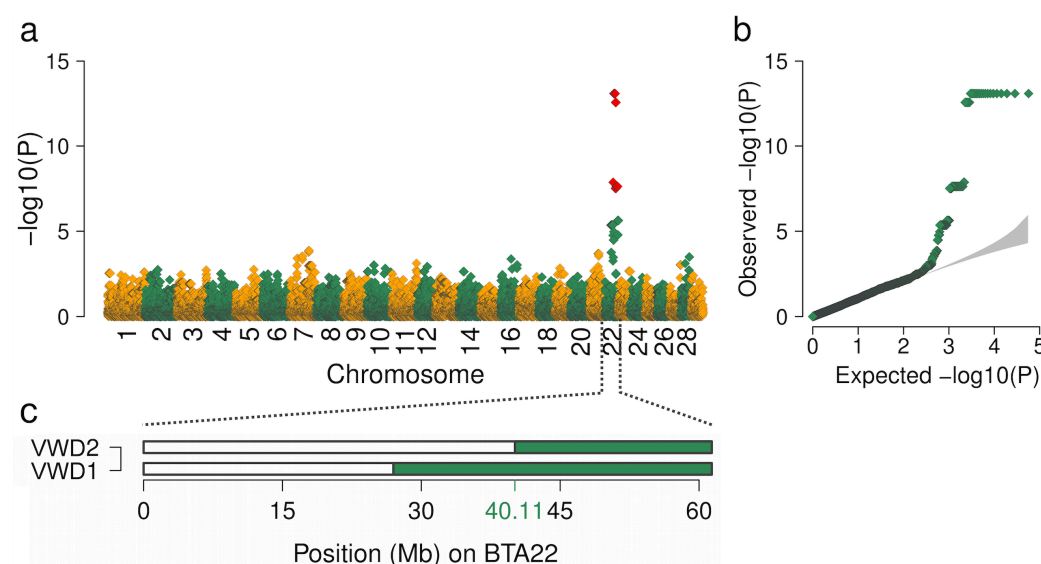 a
15
10
5
0
−log10(P)
1 2 3 4 5 6 7 8 9 10 11 12 14 16 18 20 22 24 26 28
Chromosome
b
15
10
5
0
Observerd −log10(P)
0 1 2 3 4 5
Expected −log10(P)
c
VWD2
VWD1
0 15 30 40.11 45 60
Position (Mb) on BTA22